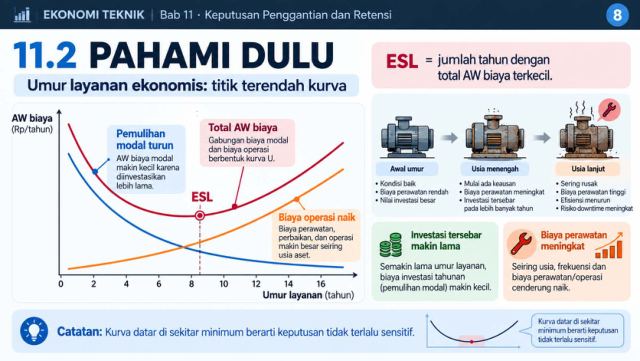 EKONOMI TEKNIK | Bab 11 · Keputusan Penggantian dan Retensi
8
11.2 PAHAMI DULU
Umur layanan ekonomis: titik terendah kurva
ESL = jumlah tahun dengan
total AW biaya terkecil.
AW biaya
(Rp/tahun)
Pemulihan
modal turun
AW biaya modal
makin kecil karena
diinvestasikan
lebih lama.
Total AW biaya
Gabungan biaya modal
dan biaya operasi
berbentuk kurva U.
ESL
Biaya operasi naik
Biaya perawatan,
perbaikan, dan operasi
makin besar seiring
usia aset.
0 2 4 6 8 10 12 14 16
Umur layanan (tahun)
Awal umur
• Kondisi baik
• Biaya perawatan rendah
• Nilai investasi besar
Usia menengah
• Mulai ada keausan
• Biaya perawatan meningkat
• Investasi tersebar
pada lebih banyak tahun
Usia lanjut
• Sering rusak
• Biaya perawatan tinggi
• Efisiensi menurun
• Risiko downtime meningkat
Investasi tersebar
makin lama
Semakin lama umur layanan,
biaya investasi tahunan
(pemulihan modal) makin kecil.
Biaya perawatan
meningkat
Seiring usia, frekuensi dan
biaya perawatan/operasi
cenderung naik.
Catatan: Kurva datar di sekitar minimum berarti keputusan tidak terlalu sensitif.
Kurva datar di sekitar
minimum berarti keputusan
tidak terlalu sensitif.